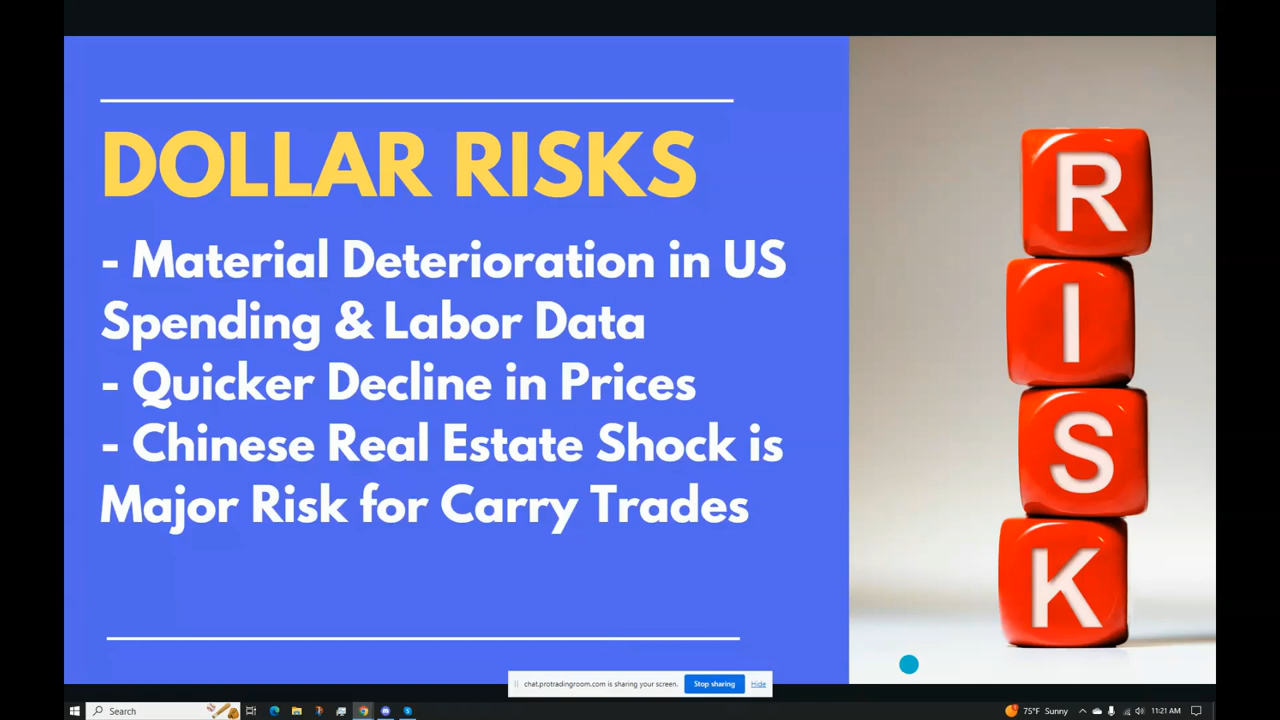 DOLLAR RISKS
- Material Deterioration in US
Spending & Labor Data
- Quicker Decline in Prices
- Chinese Real Estate Shock is
Major Risk for Carry Trades
R
I
S
K
chat.protradingroom.com is sharing your screen. Stop sharing Hide
Search 75°F Sunny 11:21 AM